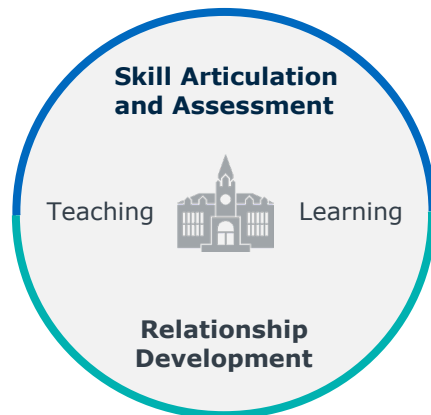 Skill Articulation
and Assessment
Teaching
Learning
Relationship
Development